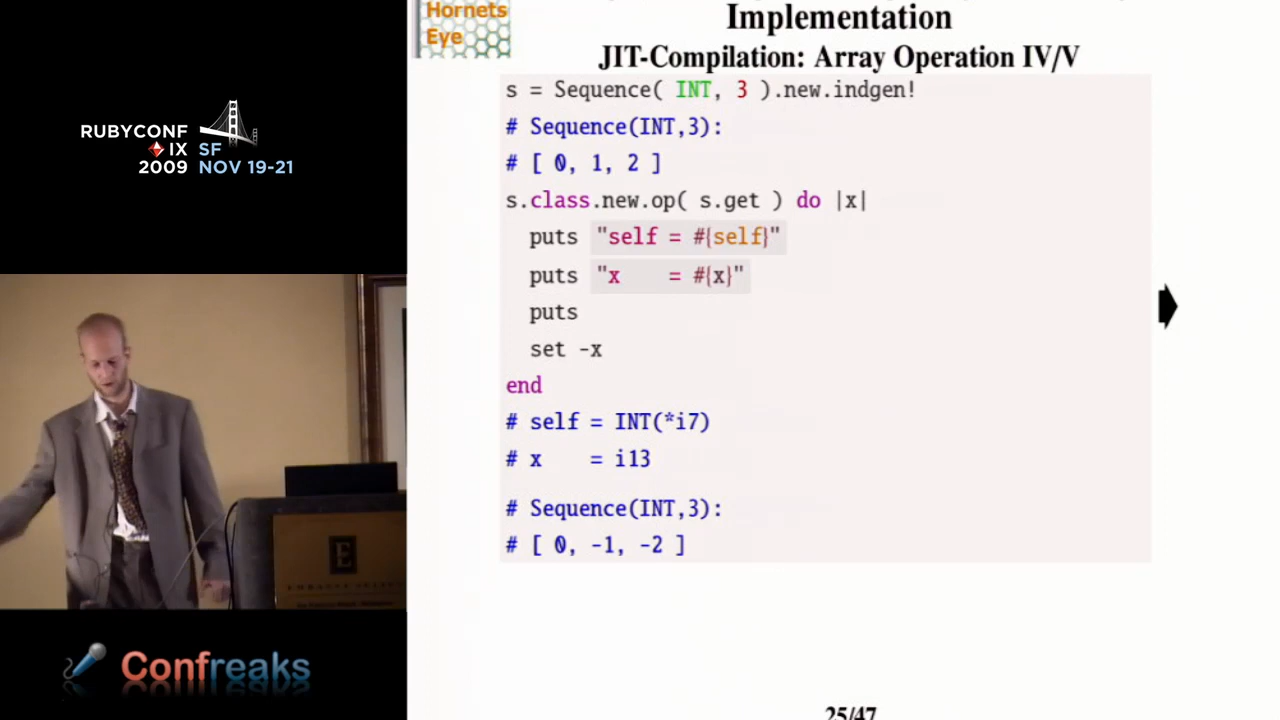 RUBYCONF
IX
2009
SF
NOV 19-21
Confreaks
Hornets
Eye
Implementation
JIT-Compilation: Array Operation IV/V
s = Sequence( INT, 3 ).new.indgen!
# Sequence(INT,3):
# [ 0, 1, 2 ]
s.class.new.op( s.get ) do |x|
puts "self = #{self}"
puts "x    = #{x}"
puts
set -x
end
# self = INT(*i7)
# x    = i13
# Sequence(INT,3):
# [ 0, -1, -2 ]
25/47